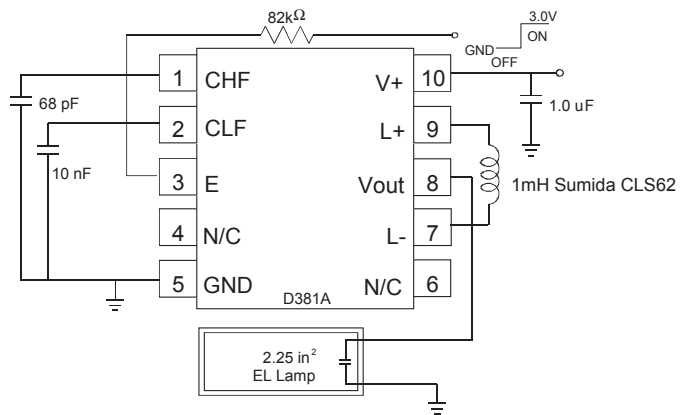 82kΩ
3.0V
GND
ON
OFF
1 CHF
V+ 10
68 pF
1.0 uF
2 CLF
L+ 9
10 nF
3 E
Vout 8
1mH Sumida CLS62
4 N/C
L- 7
5 GND
N/C 6
D381A
2.25 in²
EL Lamp